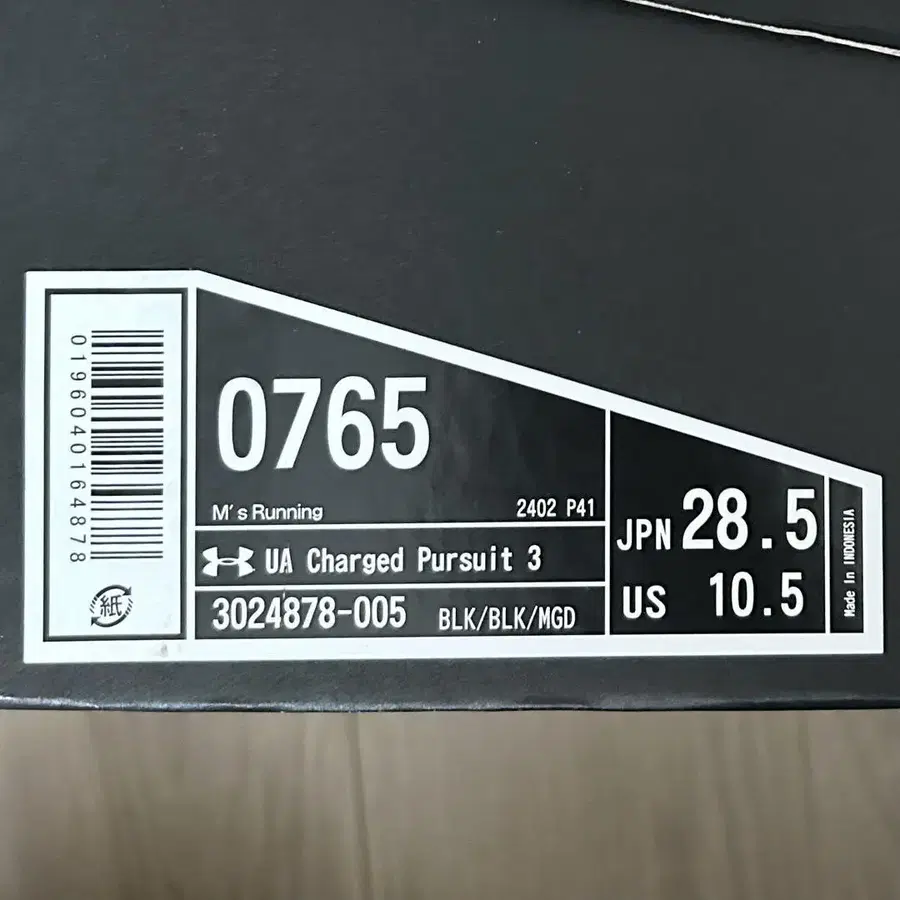 0196040164878
紙
0765
M's Running 2402 P41
UA Charged Pursuit 3
3024878-005 BLK/BLK/MGD
JPN 28.5
US 10.5
Made In INDONESIA